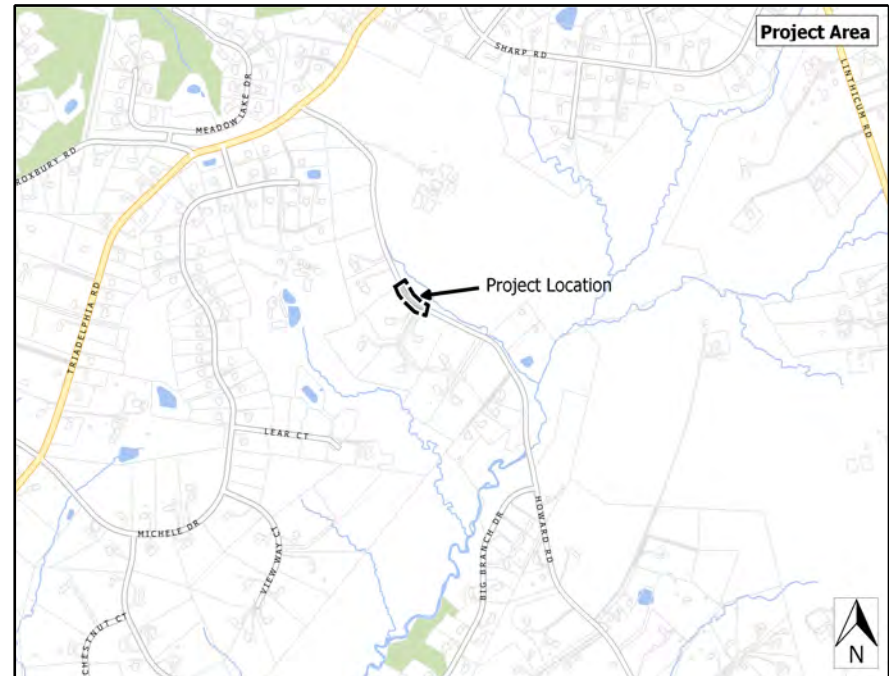 Project Area
SHARP RD
LINTHICUM RD
MEADOW LAKE DR
ROXBURY RD
Project Location
TRIADELPHIA RD
LEAR CT
MICHELE DR
VIEW WAY CT
BIG BRANCH DR
HOWARD RD
CHESTNUT CT
N